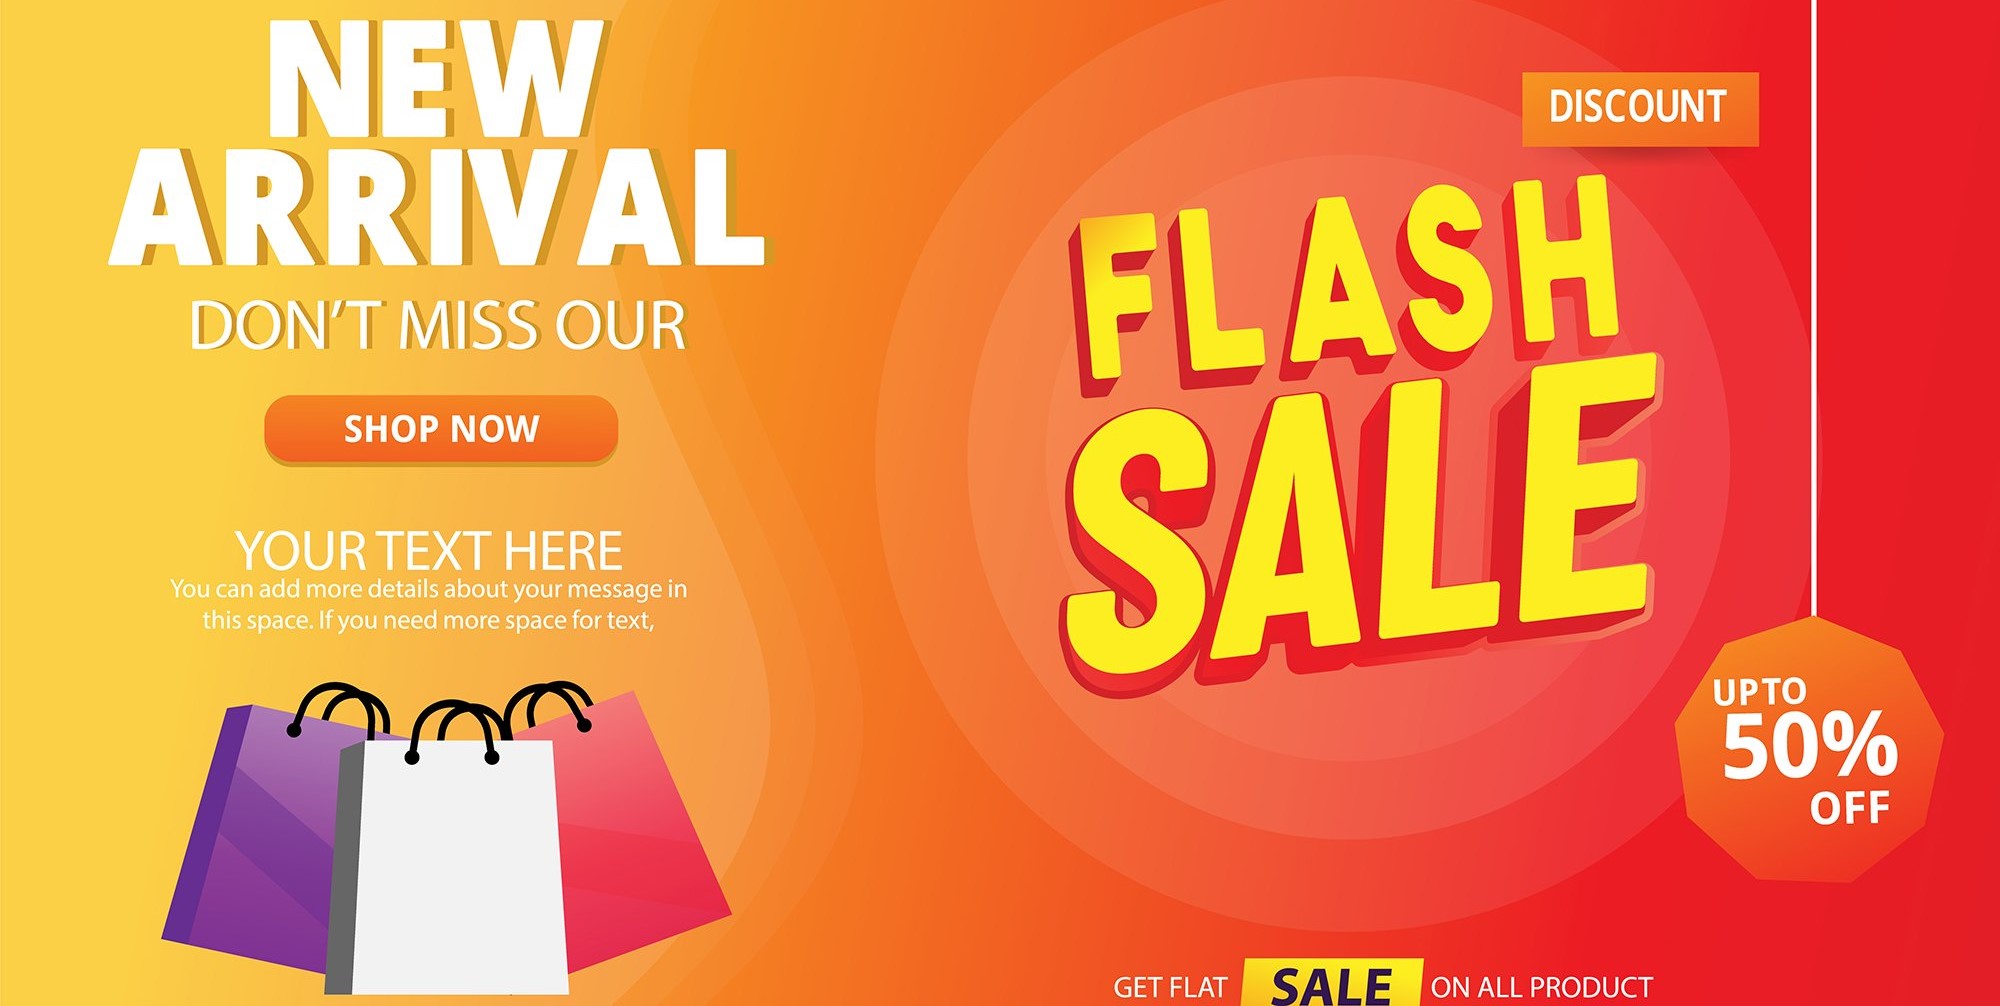 NEW
ARRIVAL
DON'T MISS OUR
SHOP NOW
YOUR TEXT HERE
You can add more details about your message in
this space. If you need more space for text,
DISCOUNT
FLASH
SALE
UPTO
50%
OFF
GET FLAT SALE ON ALL PRODUCT